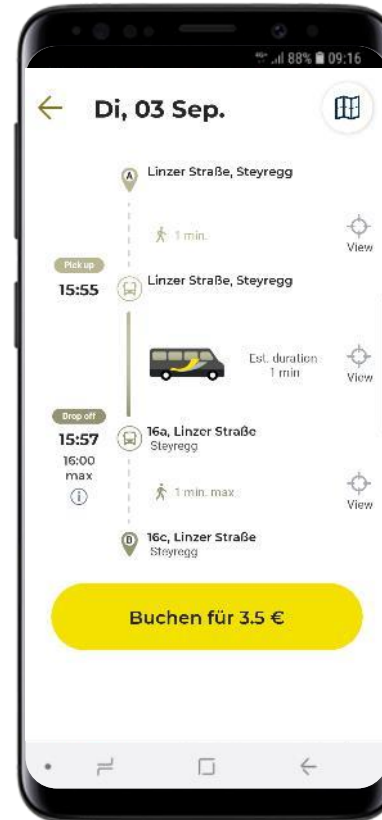 88% 09:16
Di, 03 Sep.
A
Linzer Straße, Steyregg
1 min.
View
Pick up
15:55
Linzer Straße, Steyregg
Est. duration
1 min
View
Drop off
15:57
16:00
max
16a, Linzer Straße
Steyregg
1 min. max
View
B
16c, Linzer Straße
Steyregg
Buchen für 3.5 €